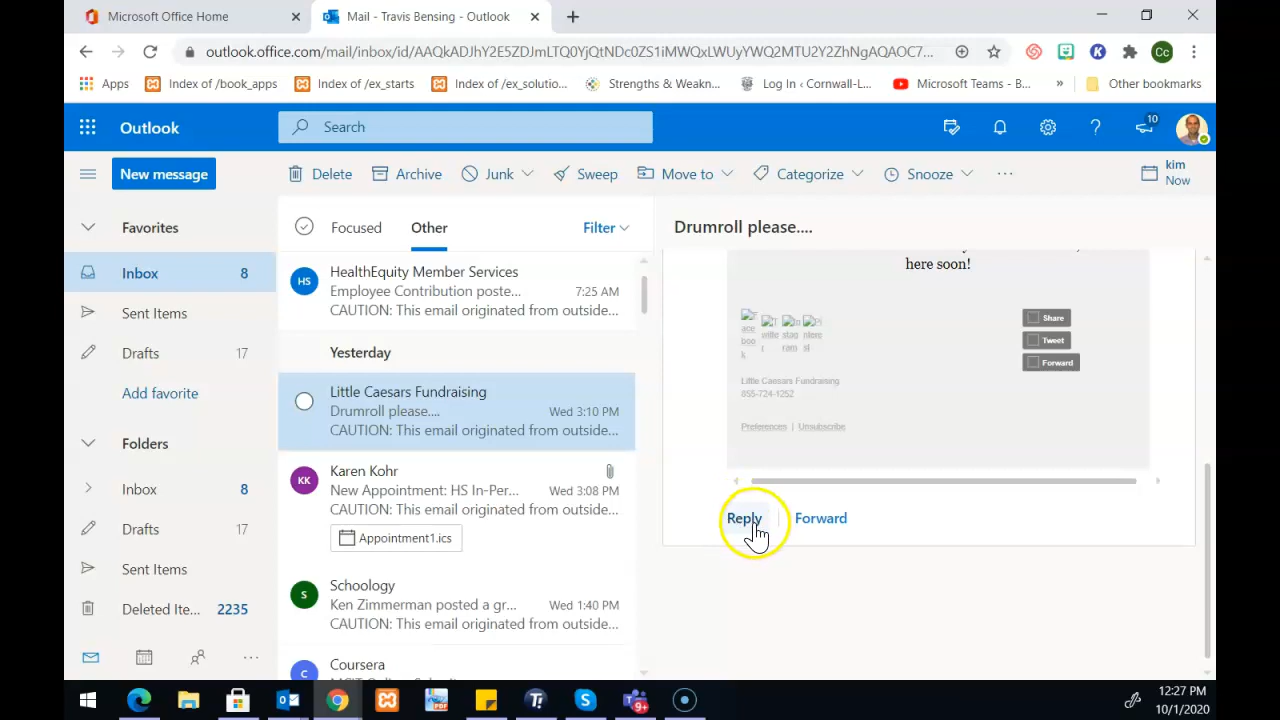 Microsoft Office Home
Mail - Travis Bensing - Outlook
outlook.office.com/mail/inbox/id/AAQkADJhY2E5ZDJmLTQ0YjQtNDc0ZS1iMWQxLWUyYWQ2MTU2Y2ZhNgAQAOC7...
Apps
Index of /book_apps
Index of /ex_starts
Index of /ex_solutio...
Strengths & Weakn...
Log In ‹ Cornwall-L...
Microsoft Teams - B...
»
Other bookmarks
Outlook
Search
10
New message
Delete
Archive
Junk
Sweep
Move to
Categorize
Snooze
...
kim
Now
Favorites
Inbox 8
Sent Items
Drafts 17
Add favorite
Folders
Inbox 8
Drafts 17
Sent Items
Deleted Ite... 2235
Focused
Other
Filter
HS
HealthEquity Member Services
Employee Contribution poste... 7:25 AM
CAUTION: This email originated from outside...
Yesterday
Little Caesars Fundraising
Drumroll please.... Wed 3:10 PM
CAUTION: This email originated from outside...
KK
Karen Kohr
New Appointment: HS In-Per... Wed 3:08 PM
CAUTION: This email originated from outside...
Appointment1.ics
S
Schoology
Ken Zimmerman posted a gr... Wed 1:40 PM
CAUTION: This email originated from outside...
C
Coursera
Drumroll please....
here soon!
Share
Tweet
Forward
Little Caesars Fundraising
855-724-1252
Preferences | Unsubscribe
Reply
Forward
12:27 PM
10/1/2020